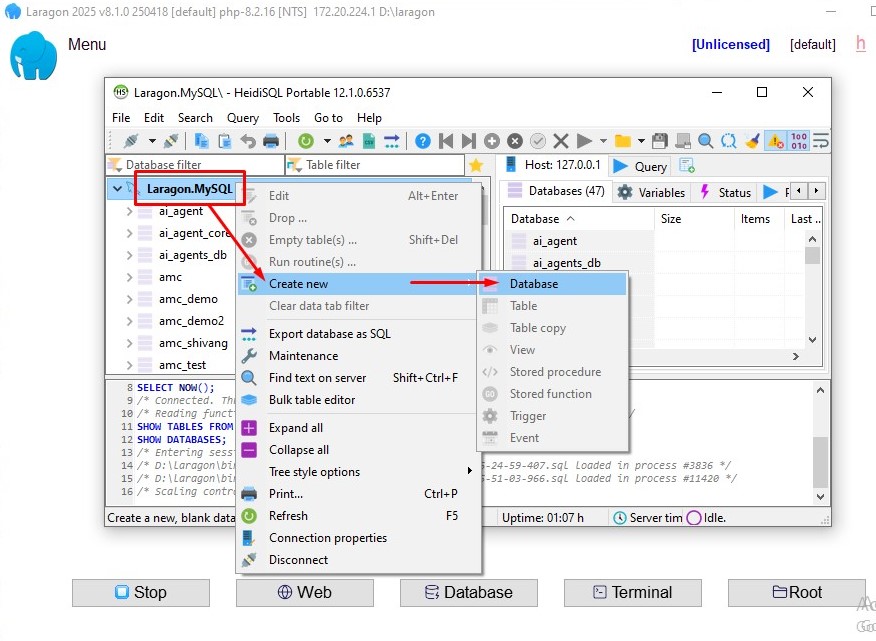 Laragon 2025 v8.1.0 250418 [default] php-8.2.16 [NTS] 172.20.224.1 D:\laragon
Menu
[Unlicensed] [default] h
Laragon.MySQL\ - HeidiSQL Portable 12.1.0.6537
File Edit Search Query Tools Go to Help
Database filter Table filter Host: 127.0.0.1 Query
Laragon.MySQL
ai_agent
ai_agent_core
ai_agents_db
amc
amc_demo
amc_demo2
amc_shivang
amc_test
Edit Alt+Enter
Drop ...
Empty table(s) ... Shift+Del
Run routine(s) ...
Create new
Clear data tab filter
Export database as SQL
Maintenance
Find text on server Shift+Ctrl+F
Bulk table editor
Expand all
Collapse all
Tree style options
Print... Ctrl+P
Refresh F5
Connection properties
Disconnect
Databases (47) Variables Status
Database Size Items Last ..
ai_agent
ai_agents_db
Database
Table
Table copy
View
Stored procedure
Stored function
Trigger
Event
8 SELECT NOW();
9 /* Connected. Th
10 /* Reading funct
11 SHOW TABLES FROM
12 SHOW DATABASES;
13 /* Entering sess
14 /* D:\laragon\bin 5-24-59-407.sql loaded in process #3836 */
15 /* D:\laragon\bin 5-51-03-966.sql loaded in process #11420 */
16 /* Scaling contr
Create a new, blank data Uptime: 01:07 h Server tim Idle.
Stop Web Database Terminal Root